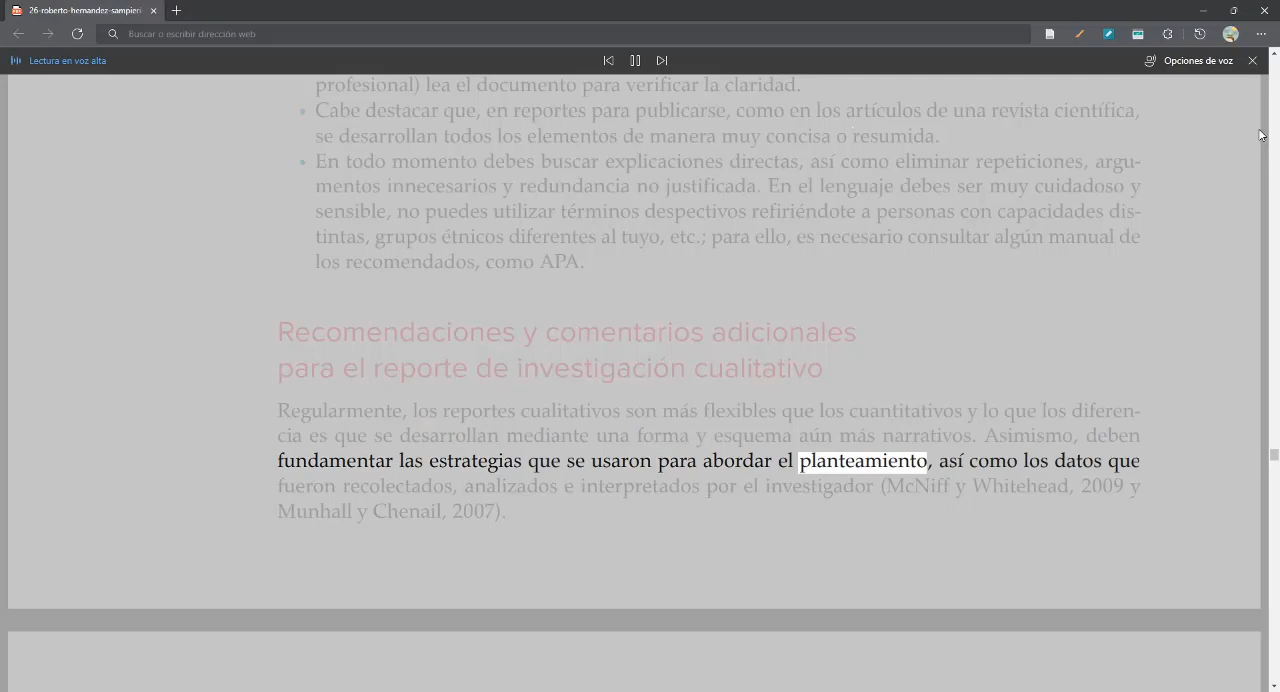 26-roberto-hernandez-sampieri
Buscar o escribir dirección web
Lectura en voz alta
Opciones de voz
profesional) lea el documento para verificar la claridad.
• Cabe destacar que, en reportes para publicarse, como en los artículos de una revista científica,
se desarrollan todos los elementos de manera muy concisa o resumida.
• En todo momento debes buscar explicaciones directas, así como eliminar repeticiones, argu-
mentos innecesarios y redundancia no justificada. En el lenguaje debes ser muy cuidadoso y
sensible, no puedes utilizar términos despectivos refiriéndote a personas con capacidades dis-
tintas, grupos étnicos diferentes al tuyo, etc.; para ello, es necesario consultar algún manual de
los recomendados, como APA.
Recomendaciones y comentarios adicionales
para el reporte de investigación cualitativo
Regularmente, los reportes cualitativos son más flexibles que los cuantitativos y lo que los diferen-
cia es que se desarrollan mediante una forma y esquema aún más narrativos. Asimismo, deben
fundamentar las estrategias que se usaron para abordar el planteamiento, así como los datos que
fueron recolectados, analizados e interpretados por el investigador (McNiff y Whitehead, 2009 y
Munhall y Chenail, 2007).